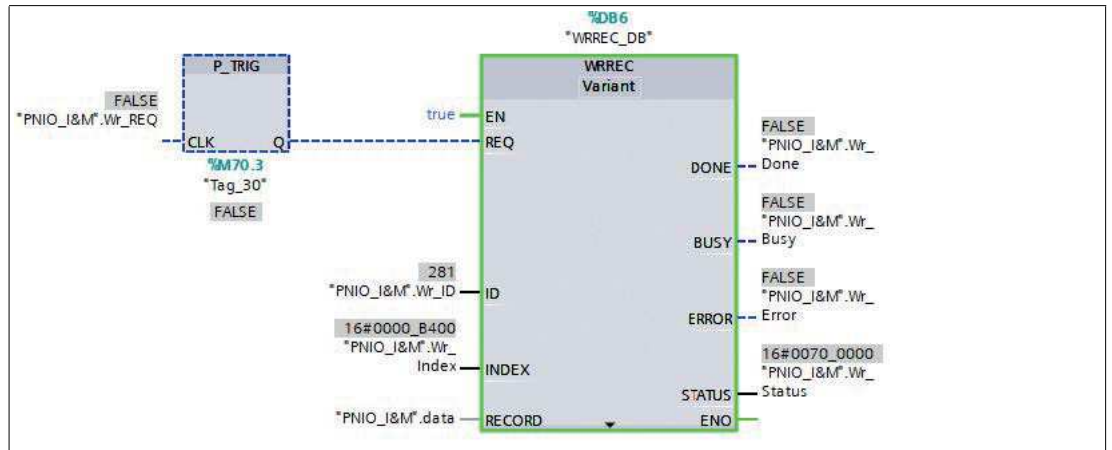 %DB6
"WRREC_DB"
P_TRIG
WRREC
Variant
FALSE
"PNIO_I&M".Wr_REQ
CLK
Q
%M70.3
"Tag_30"
FALSE
true
EN
REQ
DONE
FALSE
"PNIO_I&M".Wr_
Done
BUSY
FALSE
"PNIO_I&M".Wr_
Busy
281
"PNIO_I&M".Wr_ID
ID
ERROR
FALSE
"PNIO_I&M".Wr_
Error
16#0000_B400
"PNIO_I&M".Wr_
Index
INDEX
STATUS
16#0070_0000
"PNIO_I&M".Wr_
Status
"PNIO_I&M".data
RECORD
ENO